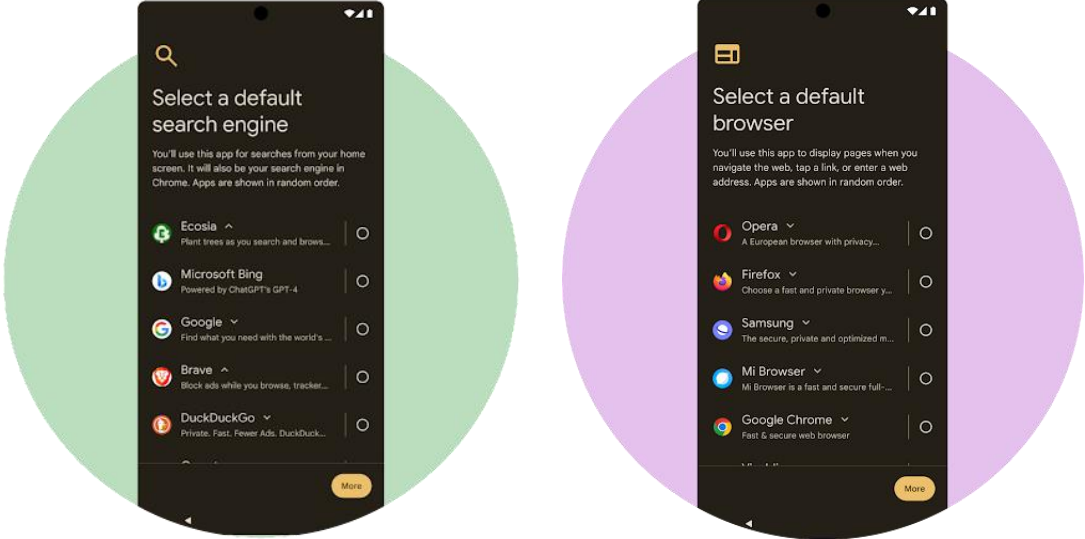 Select a default
search engine
You'll use this app for searches from your home
screen. It will also be your search engine in
Chrome. Apps are shown in random order.
Ecosia
Plant trees as you search and brows...
Microsoft Bing
Powered by ChatGPT's GPT-4
Google
Find what you need with the world's ...
Brave
Block ads while you browse, tracker...
DuckDuckGo
Private. Fast. Fewer Ads. DuckDuck...
More
Select a default
browser
You'll use this app to display pages when you
navigate the web, tap a link, or enter a web
address. Apps are shown in random order.
Opera
A European browser with privacy...
Firefox
Choose a fast and private browser y...
Samsung
The secure, private and optimized m...
Mi Browser
Mi Browser is a fast and secure full-...
Google Chrome
Fast & secure web browser
More